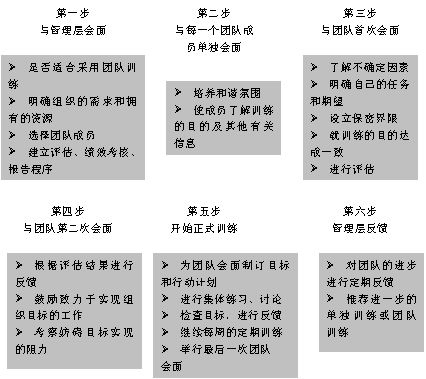 第一步
与管理层会面
➢ 是否适合采用团队训
练
➢ 明确组织的需求和拥
有的资源
➢ 选择团队成员
➢ 建立评估、绩效考核、
报告程序
第二步
与每一个团队成
员单独会面
➢ 培养和谐氛围
➢ 使成员了解训练
的目的及其他有关
信息
第三步
与团队首次会面
➢ 了解不确定因素
➢ 明确自己的任务
和期望
➢ 设立保密界限
➢ 就训练的目的达
成一致
➢ 进行评估
第四步
与团队第二次会面
➢ 根据评估结果进行
反馈
➢ 鼓励致力于实现组
织目标的工作
➢ 考察妨碍目标实现
的阻力
第五步
开始正式训练
➢ 为团队会面制订目标
和行动计划
➢ 进行集体练习、讨论
➢ 检查目标，进行反馈
➢ 继续每周的定期训练
➢ 举行最后一次团队
会面
第六步
管理层反馈
➢ 对团队的进步
进行定期反馈
➢ 推荐进一步的
单独训练或团队
训练